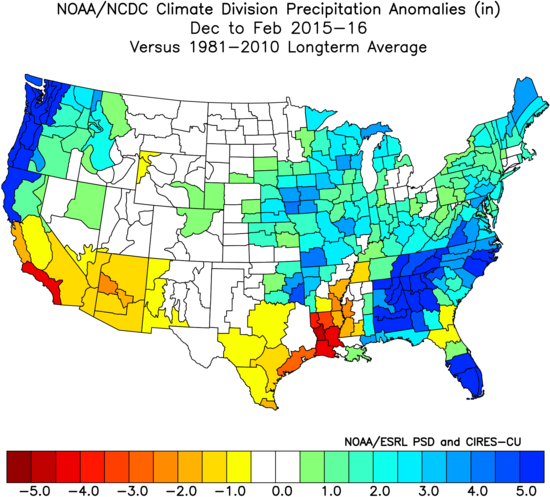 NOAA/NCDC Climate Division Precipitation Anomalies (in)
Dec to Feb 2015-16
Versus 1981-2010 Longterm Average
NOAA/ESRL PSD and CIRES-CU
-5.0 -4.0 -3.0 -2.0 -1.0 0.0 1.0 2.0 3.0 4.0 5.0